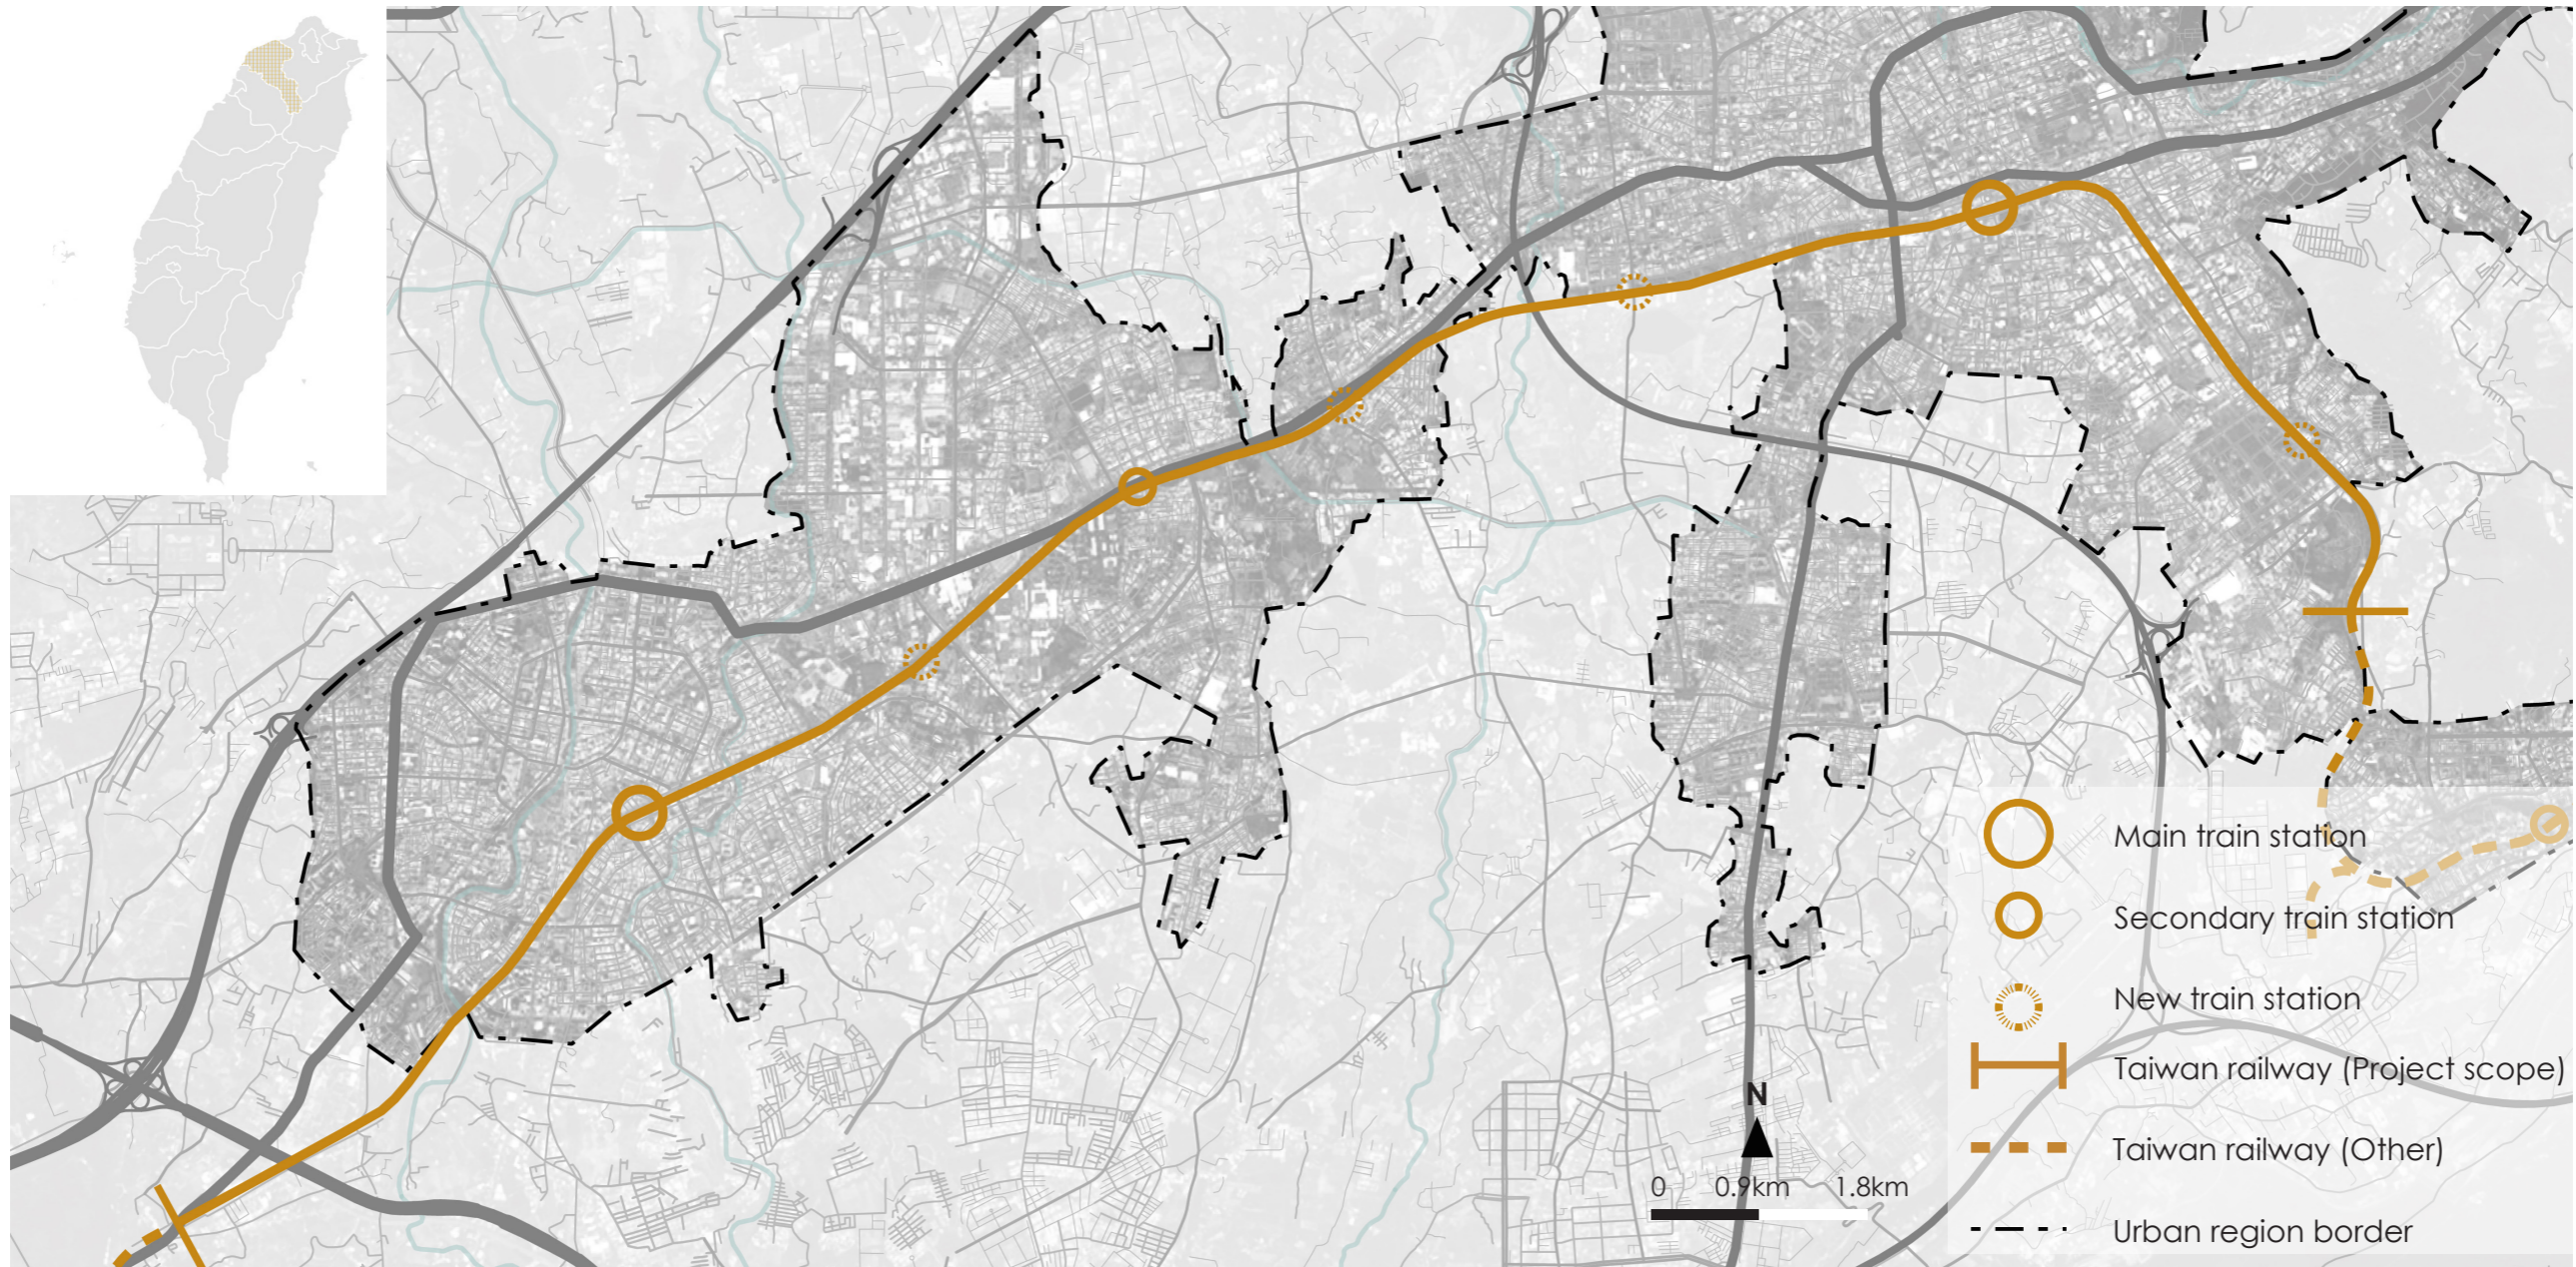 Main train station
Secondary train station
New train station
Taiwan railway (Project scope)
Taiwan railway (Other)
Urban region border
N
0 0.9km 1.8km